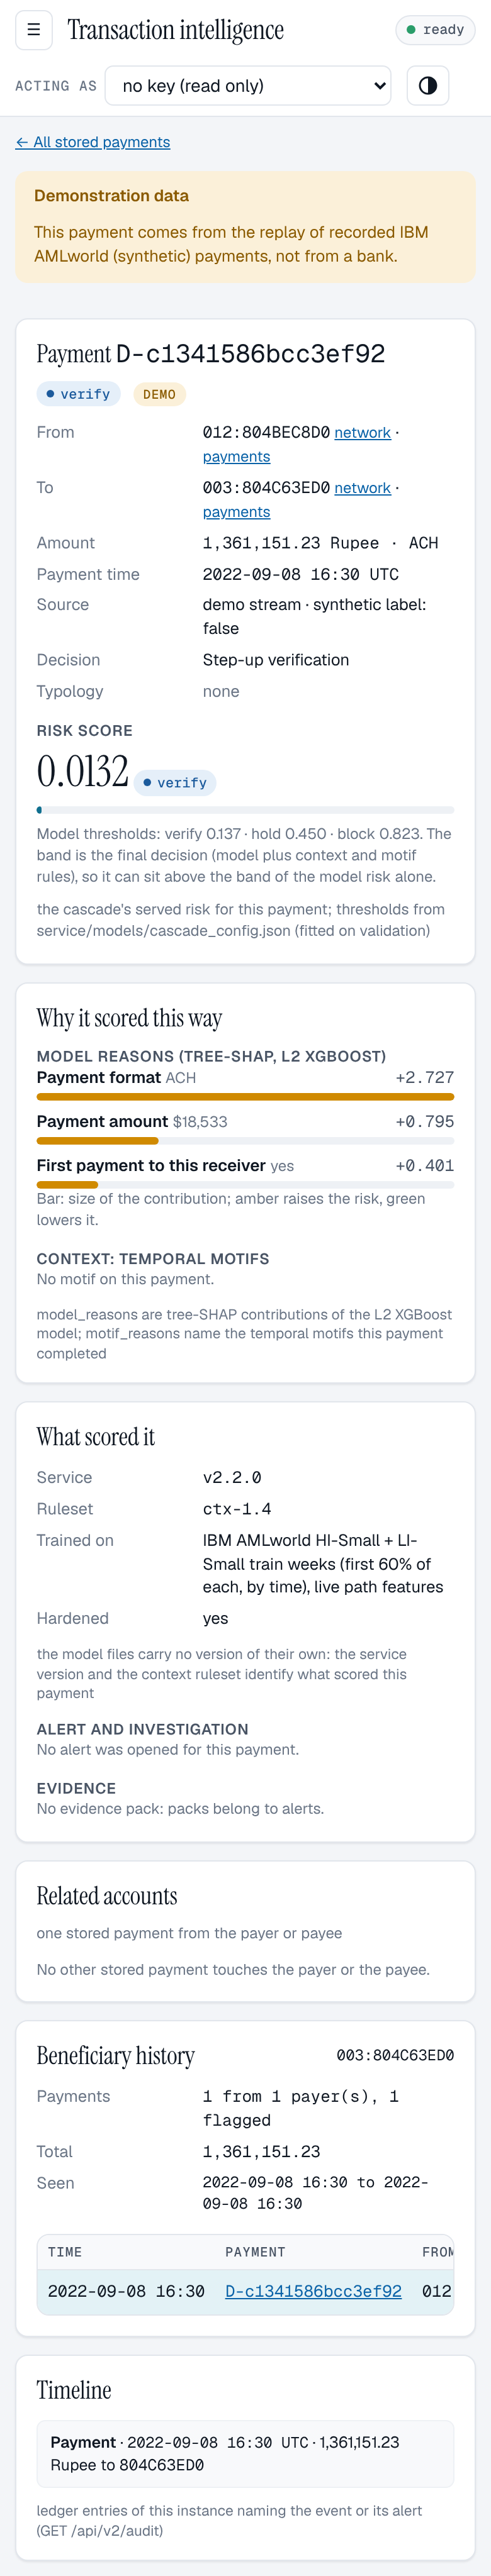 ☰ Transaction intelligence ready
ACTING AS no key (read only)
← All stored payments
Demonstration data
This payment comes from the replay of recorded IBM
AMLworld (synthetic) payments, not from a bank.
Payment D-c1341586bcc3ef92
verify DEMO
From 012:804BEC8D0 network ·
payments
To 003:804C63ED0 network ·
payments
Amount 1,361,151.23 Rupee · ACH
Payment time 2022-09-08 16:30 UTC
Source demo stream · synthetic label:
false
Decision Step-up verification
Typology none
RISK SCORE
0.0132 verify
Model thresholds: verify 0.137 · hold 0.450 · block 0.823. The
band is the final decision (model plus context and motif
rules), so it can sit above the band of the model risk alone.
the cascade's served risk for this payment; thresholds from
service/models/cascade_config.json (fitted on validation)
Why it scored this way
MODEL REASONS (TREE-SHAP, L2 XGBOOST)
Payment format ACH +2.727
Payment amount $18,533 +0.795
First payment to this receiver yes +0.401
Bar: size of the contribution; amber raises the risk, green
lowers it.
CONTEXT: TEMPORAL MOTIFS
No motif on this payment.
model_reasons are tree-SHAP contributions of the L2 XGBoost
model; motif_reasons name the temporal motifs this payment
completed
What scored it
Service v2.2.0
Ruleset ctx-1.4
Trained on IBM AMLworld HI-Small + LI-
Small train weeks (first 60% of
each, by time), live path features
Hardened yes
the model files carry no version of their own: the service
version and the context ruleset identify what scored this
payment
ALERT AND INVESTIGATION
No alert was opened for this payment.
EVIDENCE
No evidence pack: packs belong to alerts.
Related accounts
one stored payment from the payer or payee
No other stored payment touches the payer or the payee.
Beneficiary history 003:804C63ED0
Payments 1 from 1 payer(s), 1
flagged
Total 1,361,151.23
Seen 2022-09-08 16:30 to 2022-
09-08 16:30
TIME PAYMENT FROM
2022-09-08 16:30 D-c1341586bcc3ef92 012
Timeline
Payment · 2022-09-08 16:30 UTC · 1,361,151.23
Rupee to 804C63ED0
ledger entries of this instance naming the event or its alert
(GET /api/v2/audit)